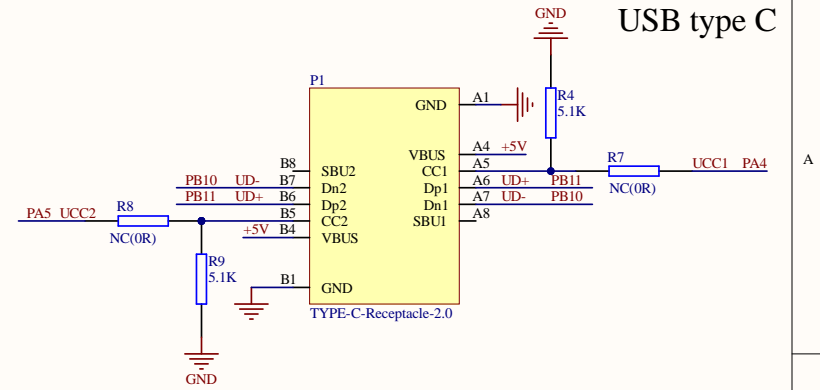 USB type C
GND
P1
R4
5.1K
GND A1
VBUS A4 +5V
B8 SBU2 CC1 A5 R7 UCC1 PA4
PB10 UD- B7 Dn2 Dp1 A6 UD+ PB11
NC(0R)
PB11 UD+ B6 Dp2 Dn1 A7 UD- PB10
PA5 UCC2 R8 B5 CC2 SBU1 A8
+5V B4 VBUS
NC(0R)
R9
5.1K
B1 GND
TYPE-C-Receptacle-2.0
GND
A